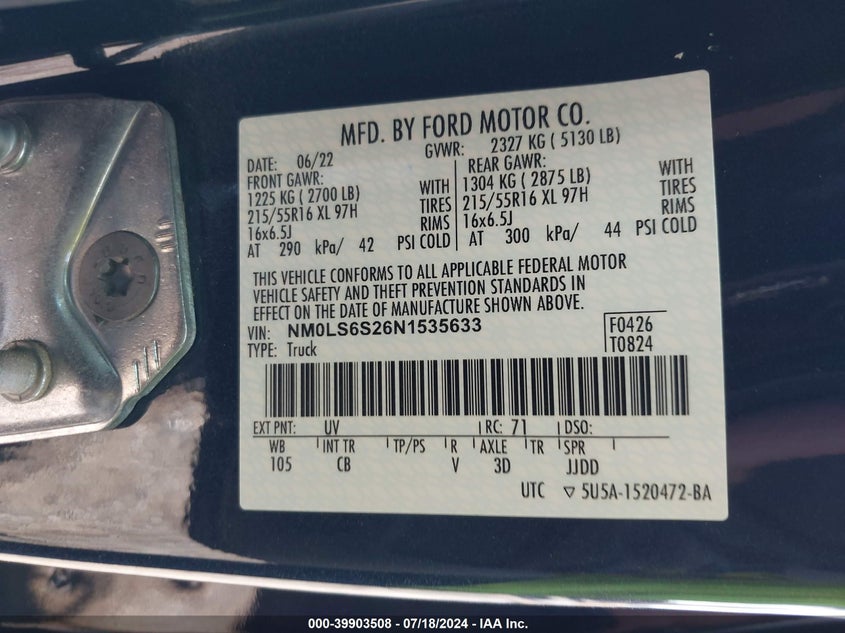 MFD. BY FORD MOTOR CO.
DATE: 06/22 GVWR: 2327 KG ( 5130 LB)
FRONT GAWR: REAR GAWR:
1225 KG ( 2700 LB) WITH 1304 KG ( 2875 LB) WITH
215/55R16 XL 97H TIRES 215/55R16 XL 97H TIRES
16x6.5J RIMS 16x6.5J RIMS
AT 290 kPa/ 42 PSI COLD AT 300 kPa/ 44 PSI COLD
THIS VEHICLE CONFORMS TO ALL APPLICABLE FEDERAL MOTOR
VEHICLE SAFETY AND THEFT PREVENTION STANDARDS IN
EFFECT ON THE DATE OF MANUFACTURE SHOWN ABOVE.
VIN: NM0LS6S26N1535633 F0426
TYPE: Truck T0824
EXT PNT: UV RC: 71 DSO:
WB INT TR TP/PS R AXLE TR SPR
105 CB V 3D JJDD
UTC ▽ 5U5A-1520472-BA
000-39903508 - 07/18/2024 - IAA Inc.